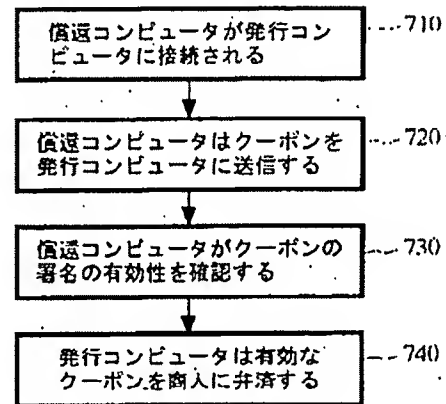 償還コンピュータが発行コン
ピュータに接続される
710
償還コンピュータはクーポンを
発行コンピュータに送信する
720
償還コンピュータがクーポンの
署名の有効性を確認する
730
発行コンピュータは有効な
クーポンを商人に弁済する
740